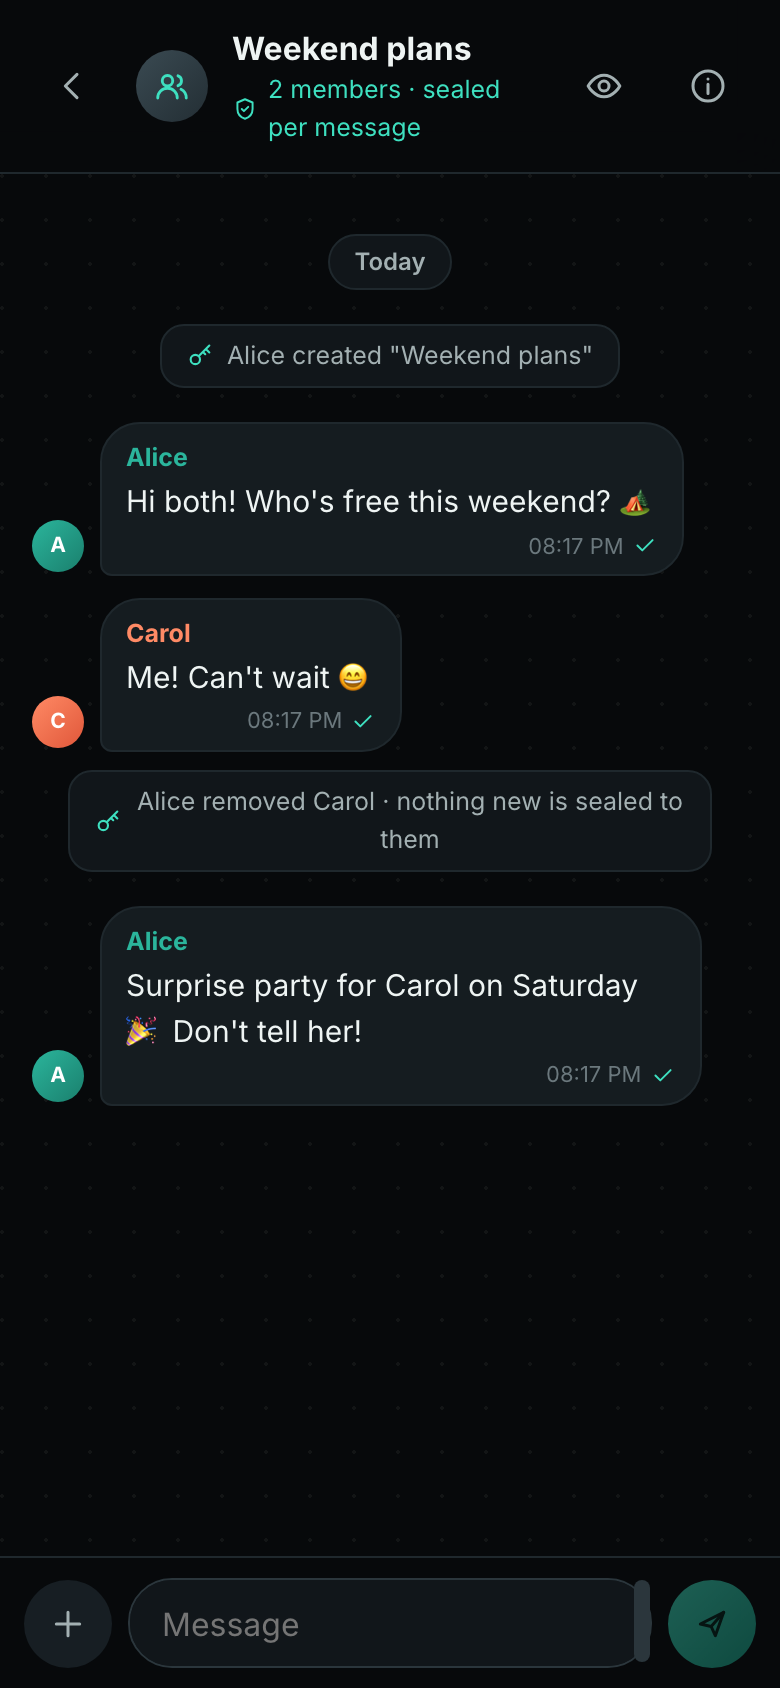 Weekend plans
2 members · sealed
per message
Today
Alice created "Weekend plans"
Alice
Hi both! Who's free this weekend? 🏕️
A
08:17 PM
Carol
Me! Can't wait 😄
C
08:17 PM
Alice removed Carol · nothing new is sealed to
them
Alice
Surprise party for Carol on Saturday
🎉 Don't tell her!
A
08:17 PM
Message